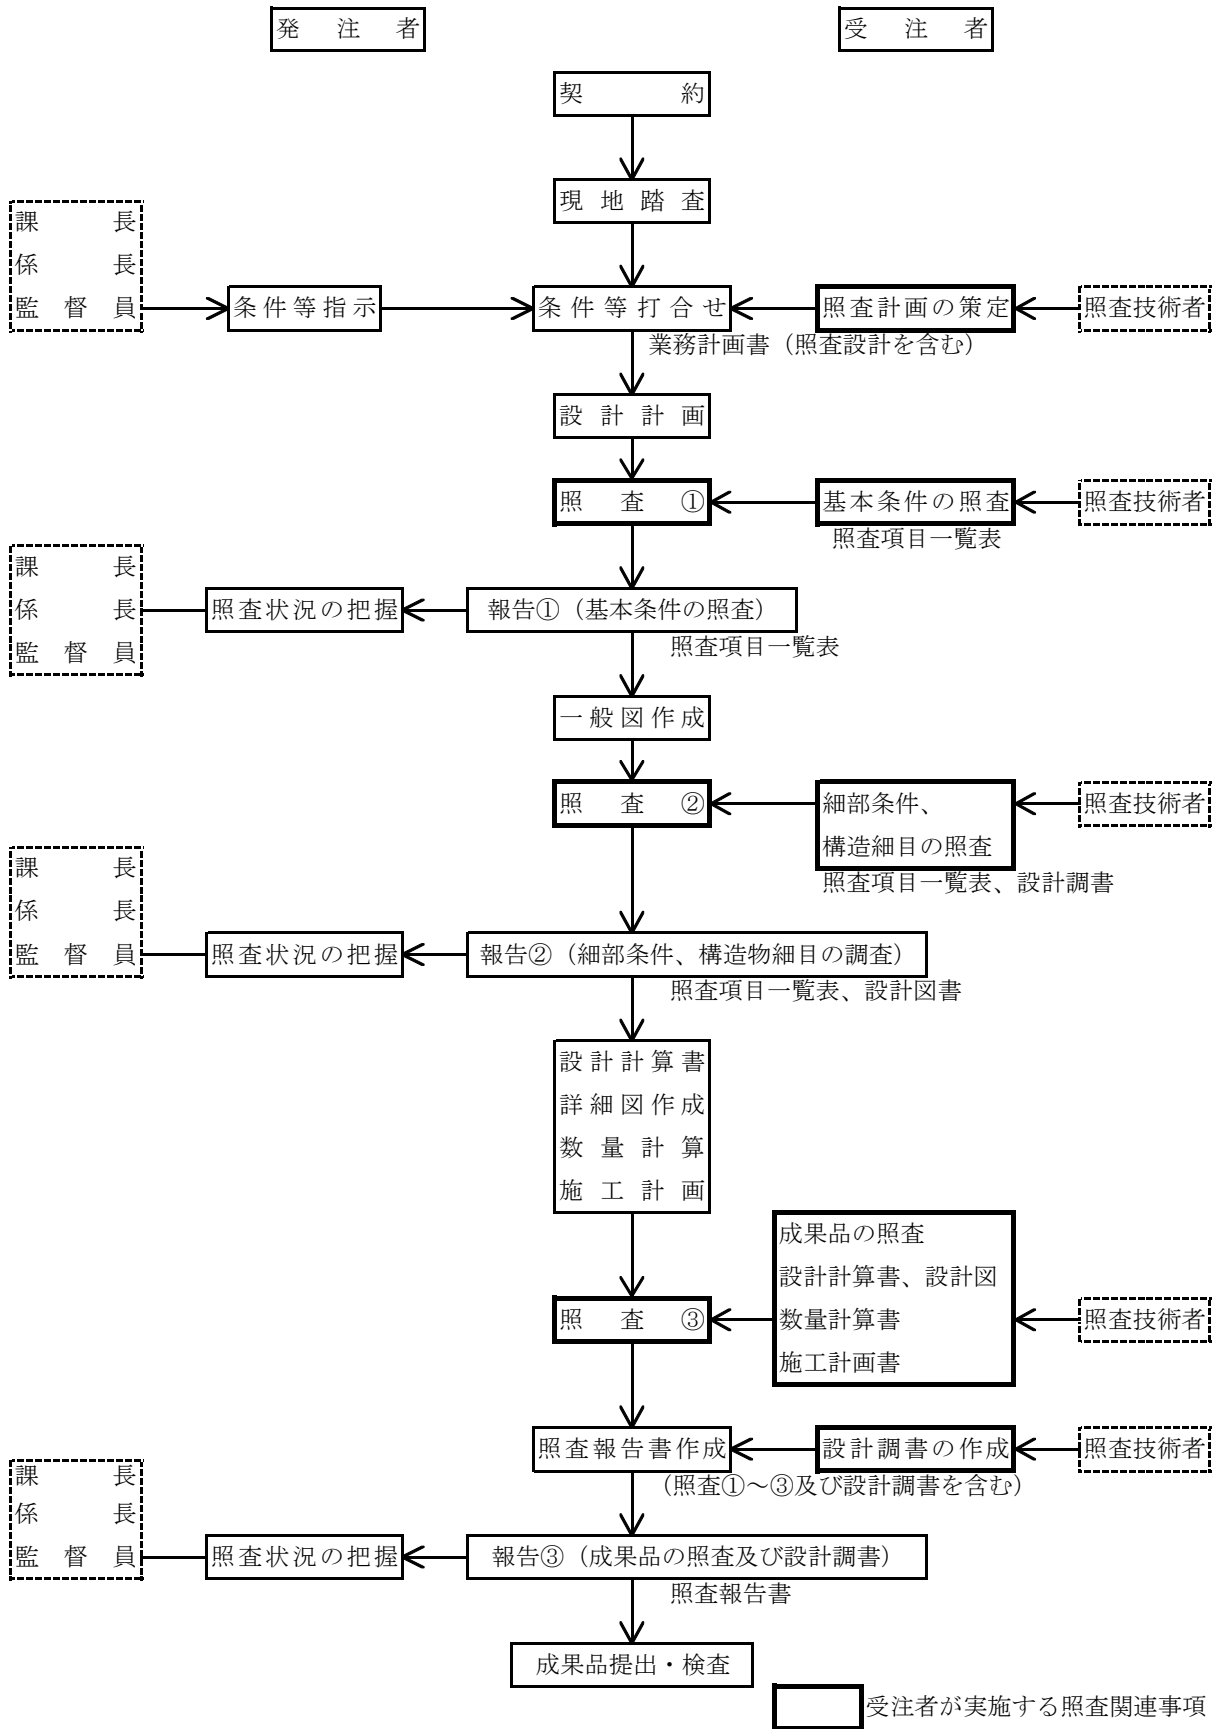 発注者
受注者
契約
現地踏査
課長
係長
監督員
条件等指示
条件等打合せ
照査計画の策定
照査技術者
業務計画書（照査設計を含む）
設計計画
照査①
基本条件の照査
照査技術者
照査項目一覧表
課長
係長
監督員
照査状況の把握
報告①（基本条件の照査）
照査項目一覧表
一般図作成
照査②
細部条件、
構造細目の照査
照査技術者
照査項目一覧表、設計調書
課長
係長
監督員
照査状況の把握
報告②（細部条件、構造物細目の調査）
照査項目一覧表、設計図書
設計計算書
詳細図作成
数量計算
施工計画
照査③
成果品の照査
設計計算書、設計図
数量計算書
施工計画書
照査技術者
照査報告書作成
設計調書の作成
照査技術者
（照査①～③及び設計調書を含む）
課長
係長
監督員
照査状況の把握
報告③（成果品の照査及び設計調書）
照査報告書
成果品提出・検査
受注者が実施する照査関連事項